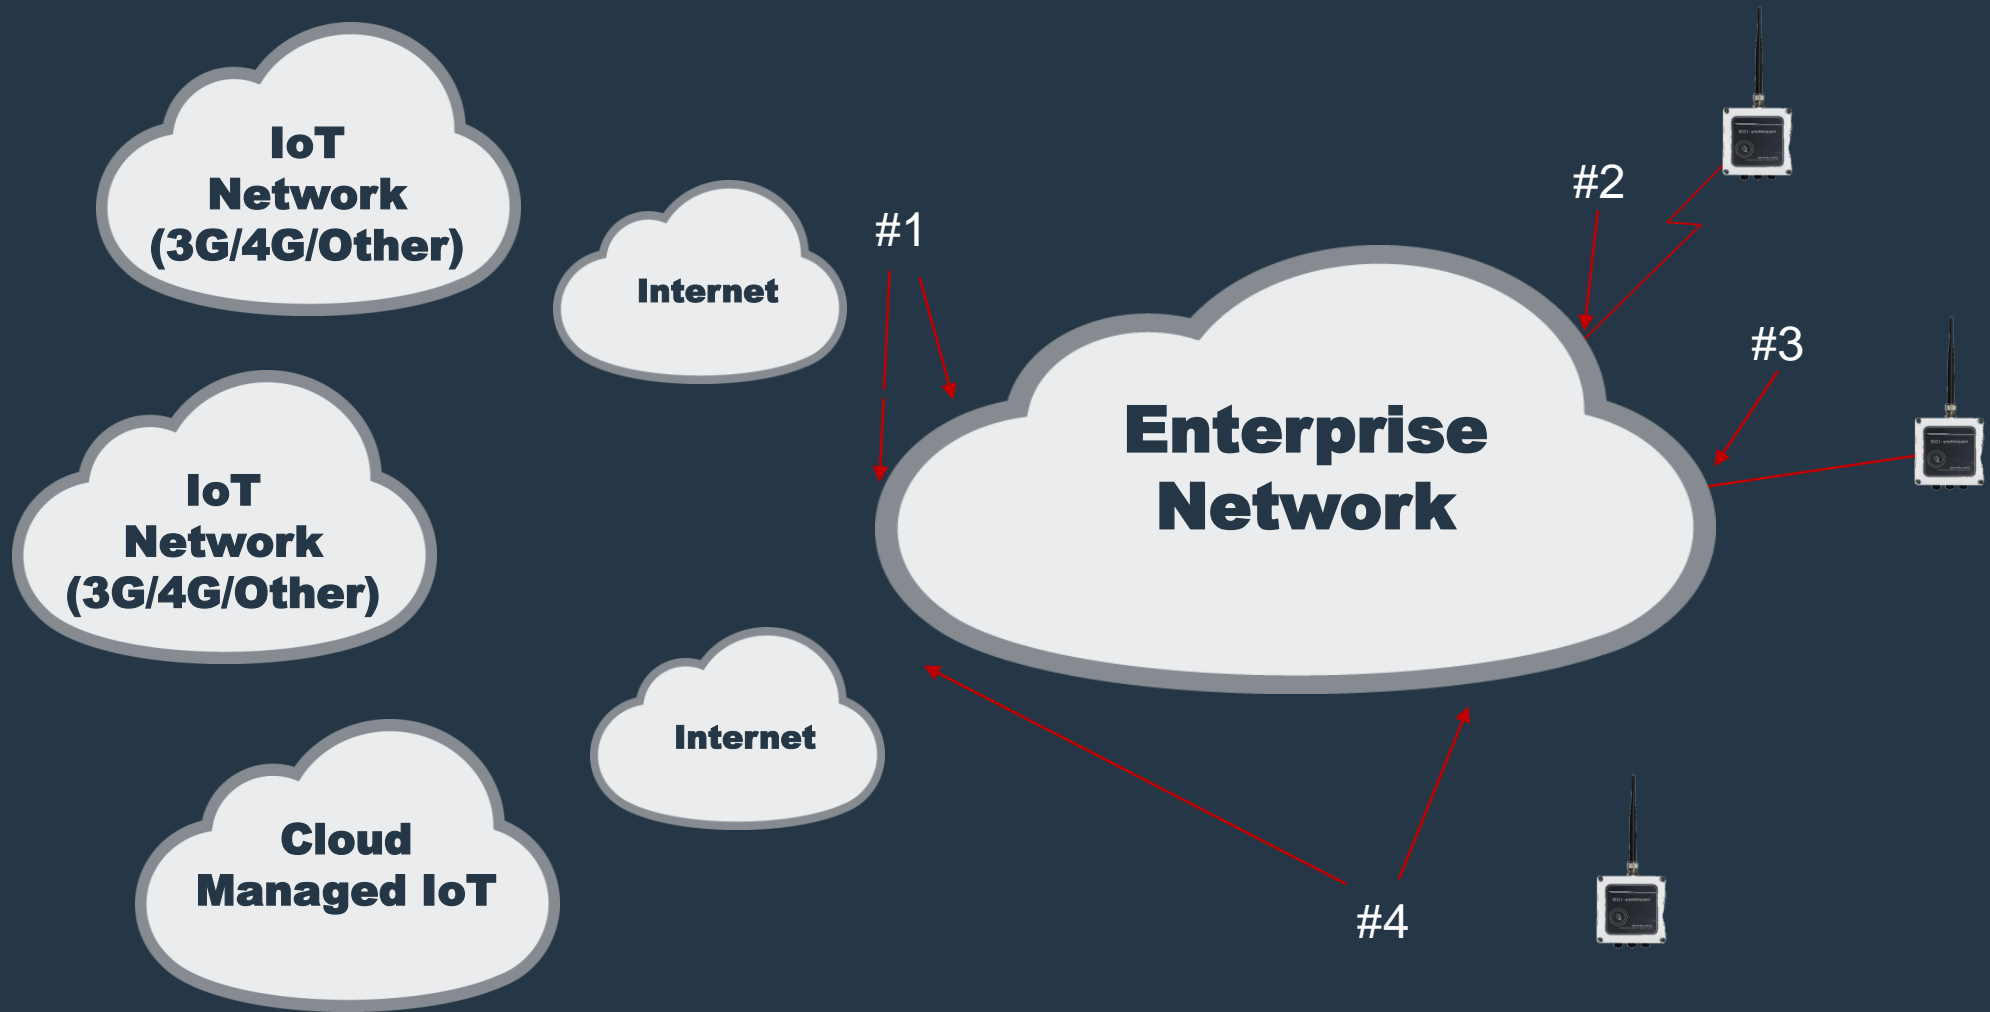 IoT
Network
(3G/4G/Other)
Internet
#1
#2
#3
Enterprise
Network
IoT
Network
(3G/4G/Other)
Internet
Cloud
Managed IoT
#4